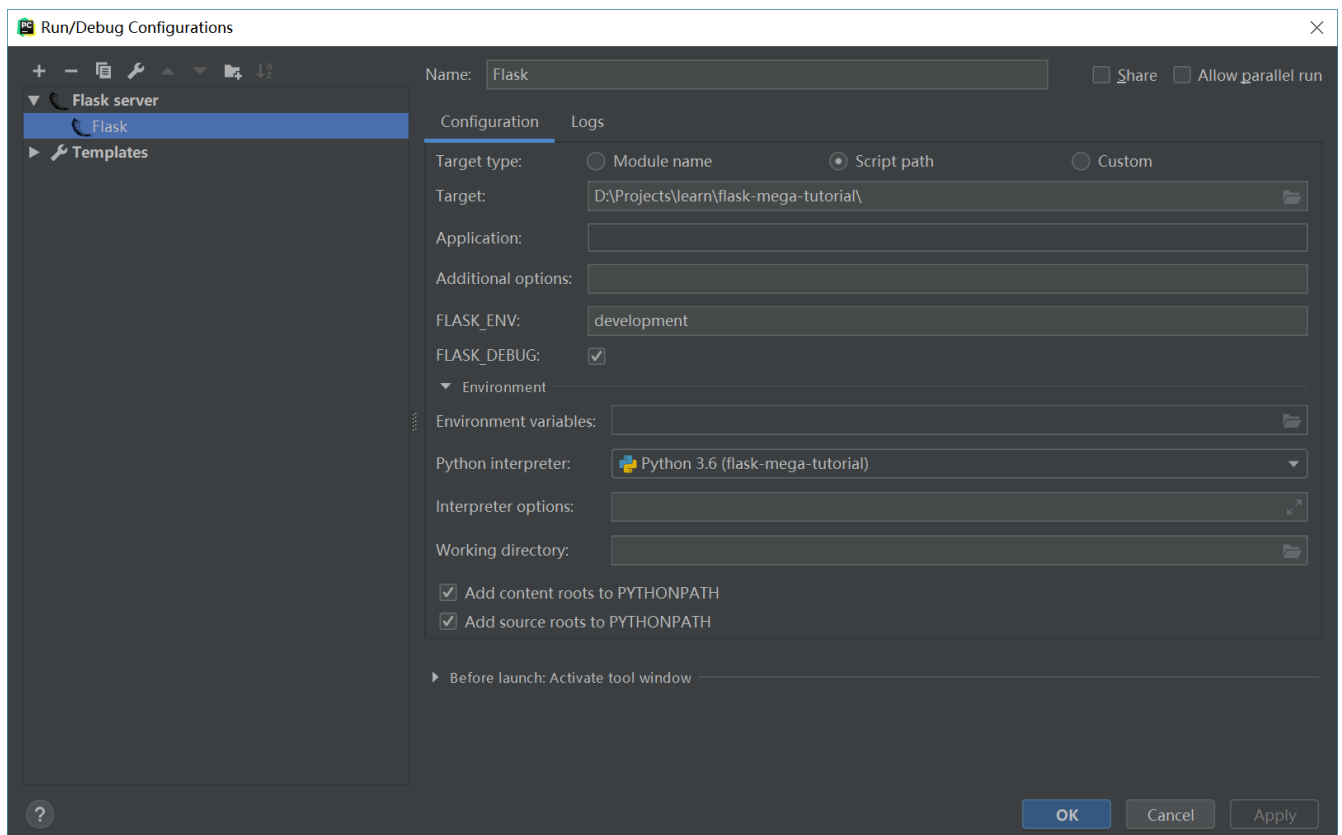 PC Run/Debug Configurations
Name: Flask Share Allow parallel run
Flask server
Flask
Templates
Configuration Logs
Target type: Module name Script path Custom
Target: D:\Projects\learn\flask-mega-tutorial\
Application:
Additional options:
FLASK_ENV: development
FLASK_DEBUG:
Environment
Environment variables:
Python interpreter: Python 3.6 (flask-mega-tutorial)
Interpreter options:
Working directory:
Add content roots to PYTHONPATH
Add source roots to PYTHONPATH
Before launch: Activate tool window
? OK Cancel Apply